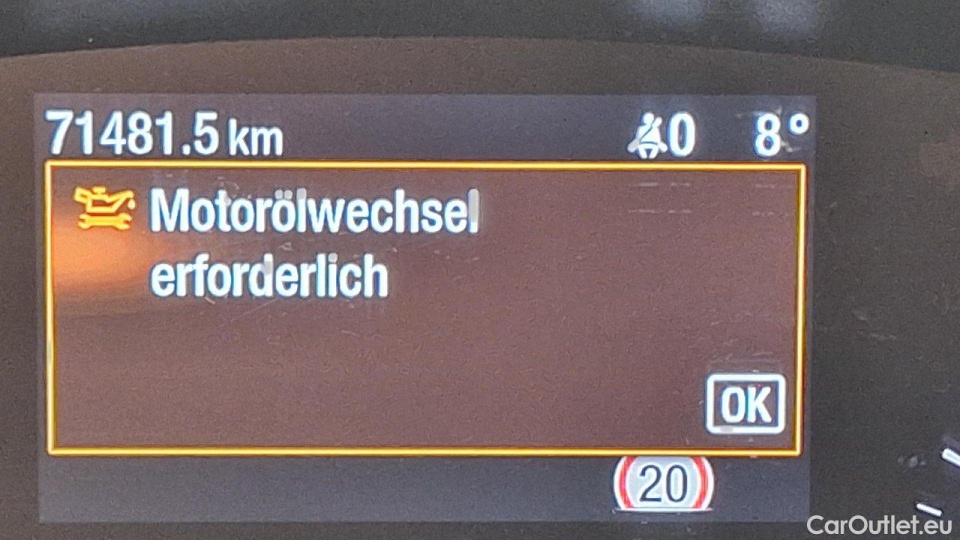 71481.5 km 0 8°
Motorölwechsel
erforderlich
OK
20
CarOutlet.eu